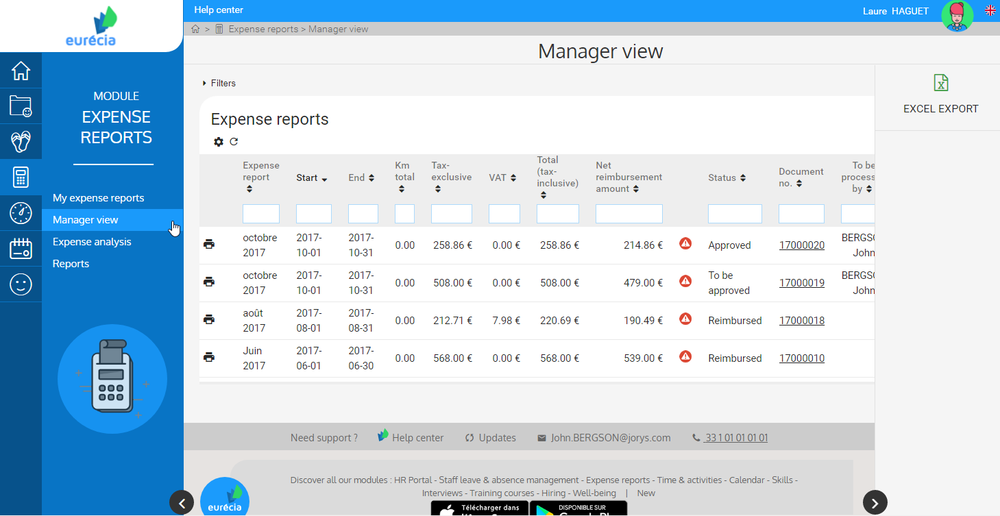 eurécia
Help center
Laure HAGUET
> Expense reports > Manager view
Manager view
MODULE
EXPENSE
REPORTS
My expense reports
Manager view
Expense analysis
Reports
Filters
EXCEL EXPORT
Expense reports
Expense report Start End Km total Tax-exclusive VAT Total (tax-inclusive) Net reimbursement amount Status Document no. To be process by
octobre 2017 2017-10-01 2017-10-31 0.00 258.86 € 0.00 € 258.86 € 214.86 € Approved 17000020 BERGSO John
octobre 2017 2017-10-01 2017-10-31 0.00 508.00 € 0.00 € 508.00 € 479.00 € To be approved 17000019 BERGSO John
août 2017 2017-08-01 2017-08-31 0.00 212.71 € 7.98 € 220.69 € 190.49 € Reimbursed 17000018
Juin 2017 2017-06-01 2017-06-30 0.00 568.00 € 0.00 € 568.00 € 539.00 € Reimbursed 17000010
Need support ? Help center Updates John.BERGSON@jorys.com 33 1 01 01 01 01
Discover all our modules : HR Portal - Staff leave & absence management - Expense reports - Time & activities - Calendar - Skills -
Interviews - Training courses - Hiring - Well-being | New
eurécia
Télécharger dans
DISPONIBLE SUR